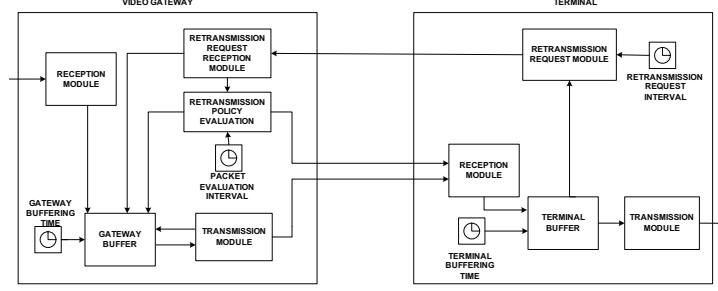 VIDEO GATEWAY
TERMINAL
RECEPTION
MODULE
RETRANSMISSION
REQUEST
RECEPTION
MODULE
RETRANSMISSION
POLICY
EVALUATION
PACKET
EVALUATION
INTERVAL
GATEWAY
BUFFERING
TIME
GATEWAY
BUFFER
TRANSMISSION
MODULE
RETRANSMISSION
REQUEST MODULE
RETRANSMISSION
REQUEST
INTERVAL
RECEPTION
MODULE
TERMINAL
BUFFERING
TIME
TERMINAL
BUFFER
TRANSMISSION
MODULE